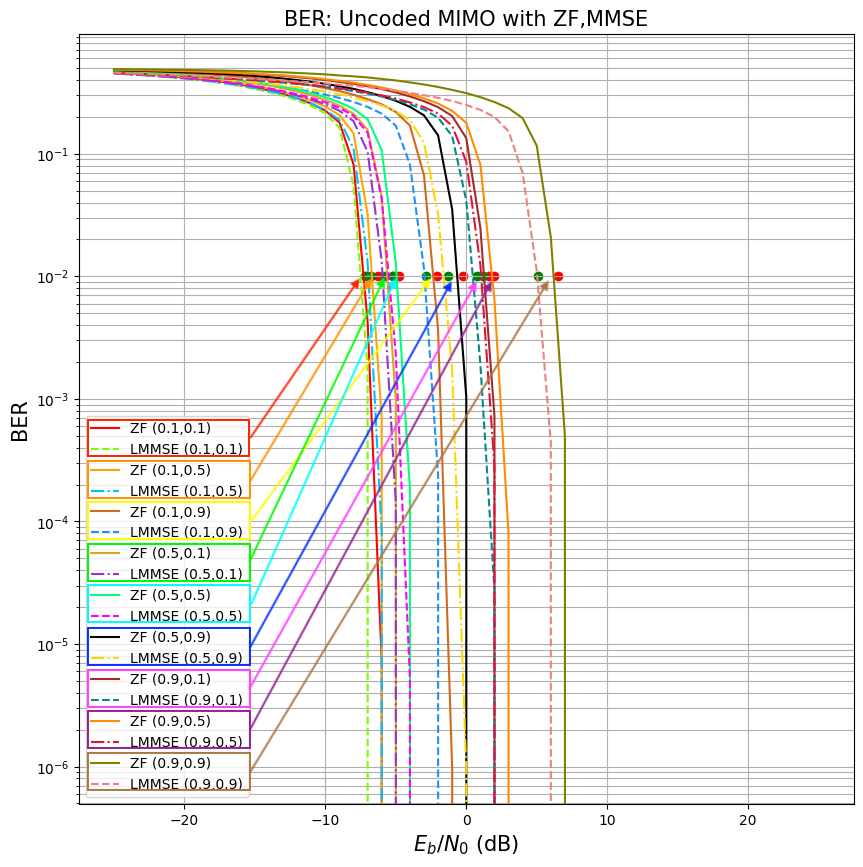 BER: Uncoded MIMO with ZF,MMSE
BER
10⁻¹
10⁻²
10⁻³
10⁻⁴
10⁻⁵
10⁻⁶
ZF (0.1,0.1)
LMMSE (0.1,0.1)
ZF (0.1,0.5)
LMMSE (0.1,0.5)
ZF (0.1,0.9)
LMMSE (0.1,0.9)
ZF (0.5,0.1)
LMMSE (0.5,0.1)
ZF (0.5,0.5)
LMMSE (0.5,0.5)
ZF (0.5,0.9)
LMMSE (0.5,0.9)
ZF (0.9,0.1)
LMMSE (0.9,0.1)
ZF (0.9,0.5)
LMMSE (0.9,0.5)
ZF (0.9,0.9)
LMMSE (0.9,0.9)
−20 −10 0 10 20
E_b/N_0 (dB)